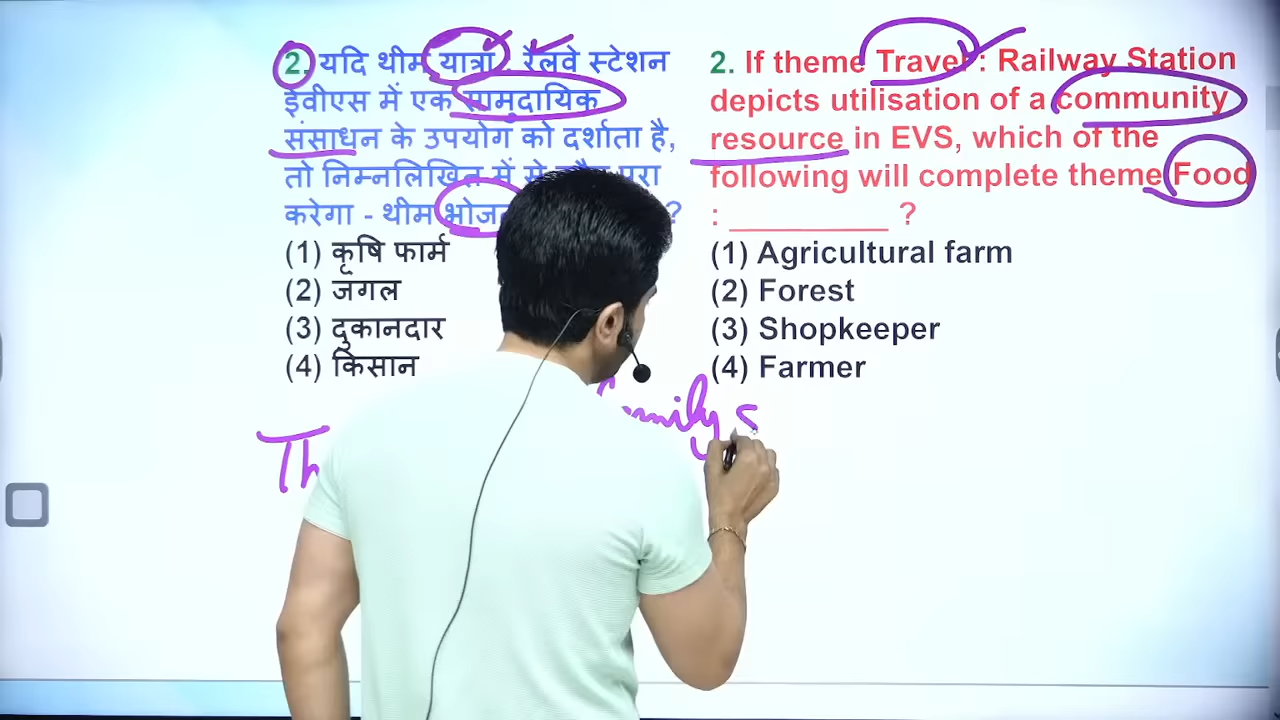 2. यदि थीम यात्रा : रेलवे स्टेशन
ईवीएस में एक सामुदायिक
संसाधन के उपयोग को दर्शाता है,
तो निम्नलिखित में से पूरा
करेगा - थीम ?
(1) कृषि फार्म
(2) जंगल
(3) दुकानदार
(4) किसान
2. If theme Travel : Railway Station
depicts utilisation of a community
resource in EVS, which of the
following will complete theme Food
: __________ ?
(1) Agricultural farm
(2) Forest
(3) Shopkeeper
(4) Farmer